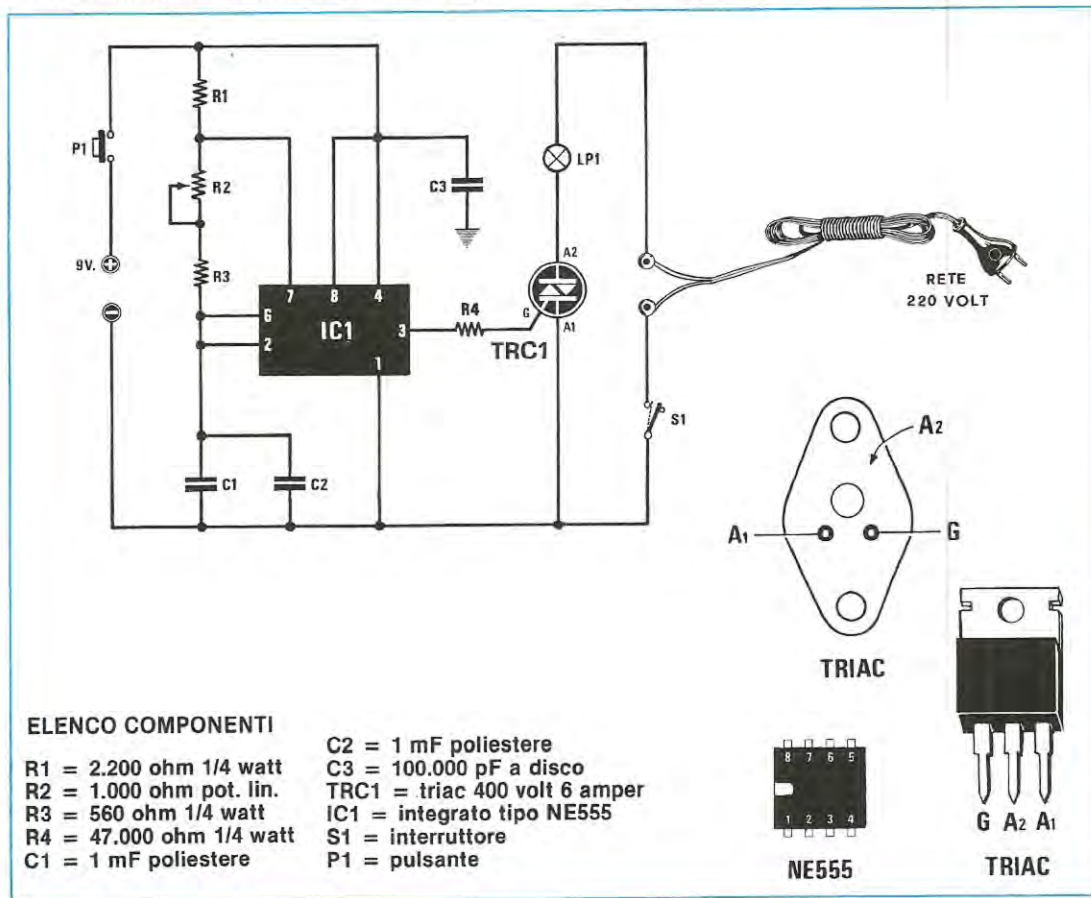 R1
P1
R2
C3
LP1
9V.
R3
7
8
4
A2
6
2
IC1
3
R4
G
A1
TRC1
1
RETE
220 VOLT
S1
C1
C2
A2
A1
G
TRIAC
ELENCO COMPONENTI
R1 = 2.200 ohm 1/4 watt
R2 = 1.000 ohm pot. lin.
R3 = 560 ohm 1/4 watt
R4 = 47.000 ohm 1/4 watt
C1 = 1 mF poliestere
C2 = 1 mF poliestere
C3 = 100.000 pF a disco
TRC1 = triac 400 volt 6 amper
IC1 = integrato tipo NE555
S1 = interruttore
P1 = pulsante
8 7 6 5
1 2 3 4
NE555
G A2 A1
TRIAC